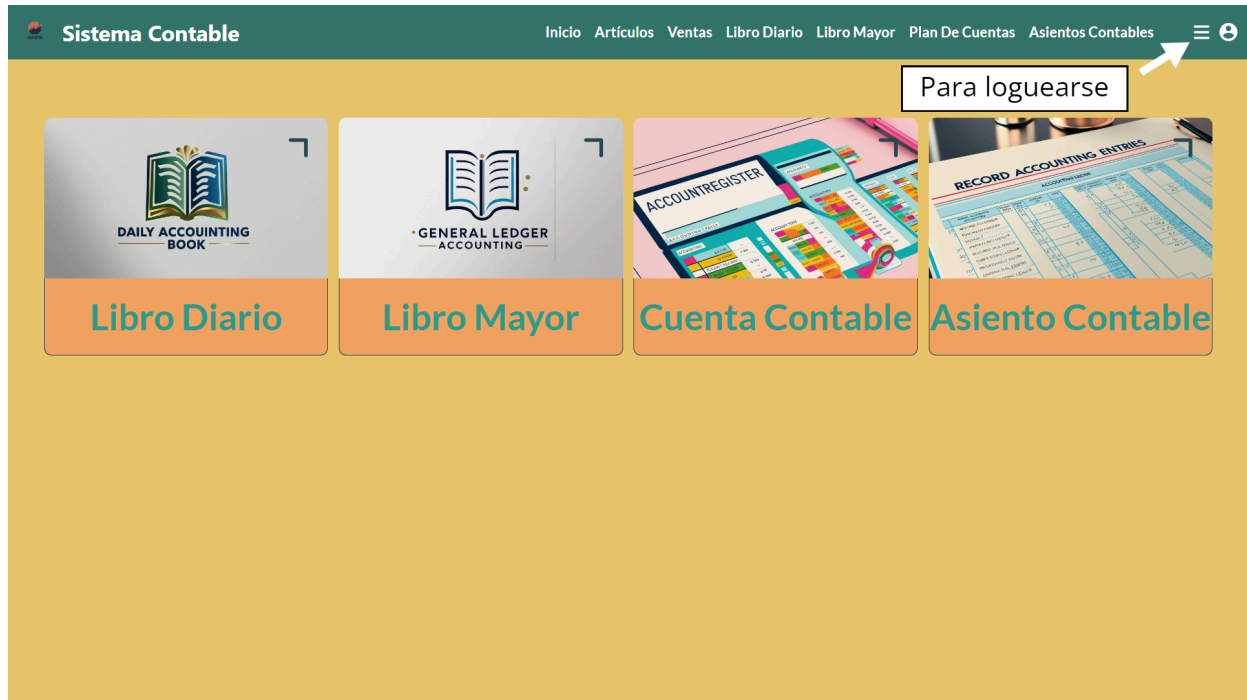 Sistema Contable
Inicio Artículos Ventas Libro Diario Libro Mayor Plan De Cuentas Asientos Contables
Para loguearse
DAILY ACCOUINTING
BOOK
GENERAL LEDGER
ACCOUNTING
ACCOUNTREGISTER
RECORD ACCOUNTING ENTRIES
Libro Diario
Libro Mayor
Cuenta Contable
Asiento Contable